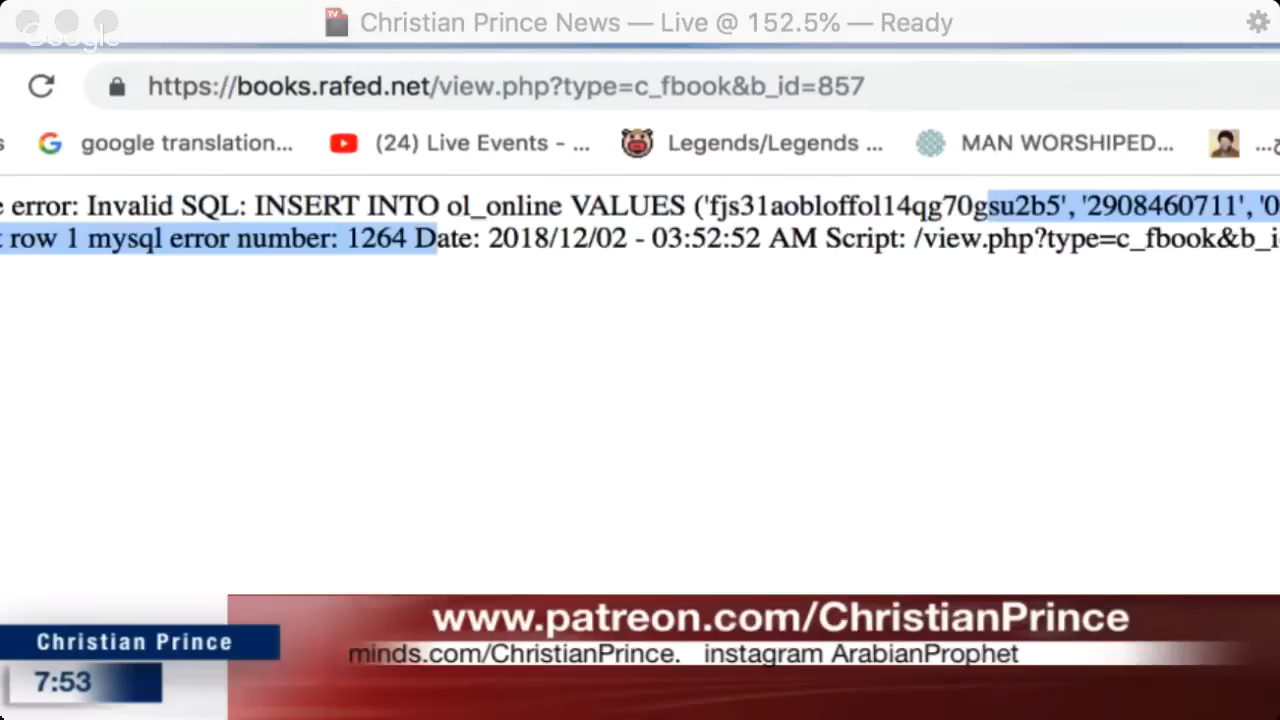 Christian Prince News — Live @ 152.5% — Ready
Google
https://books.rafed.net/view.php?type=c_fbook&b_id=857
s google translation... (24) Live Events - ... Legends/Legends ... MAN WORSHIPED... ...
e error: Invalid SQL: INSERT INTO ol_online VALUES ('fjs31aobloffol14qg70gsu2b5', '2908460711', '0
t row 1 mysql error number: 1264 Date: 2018/12/02 - 03:52:52 AM Script: /view.php?type=c_fbook&b_i
www.patreon.com/ChristianPrince
Christian Prince
minds.com/ChristianPrince. instagram ArabianProphet
7:53